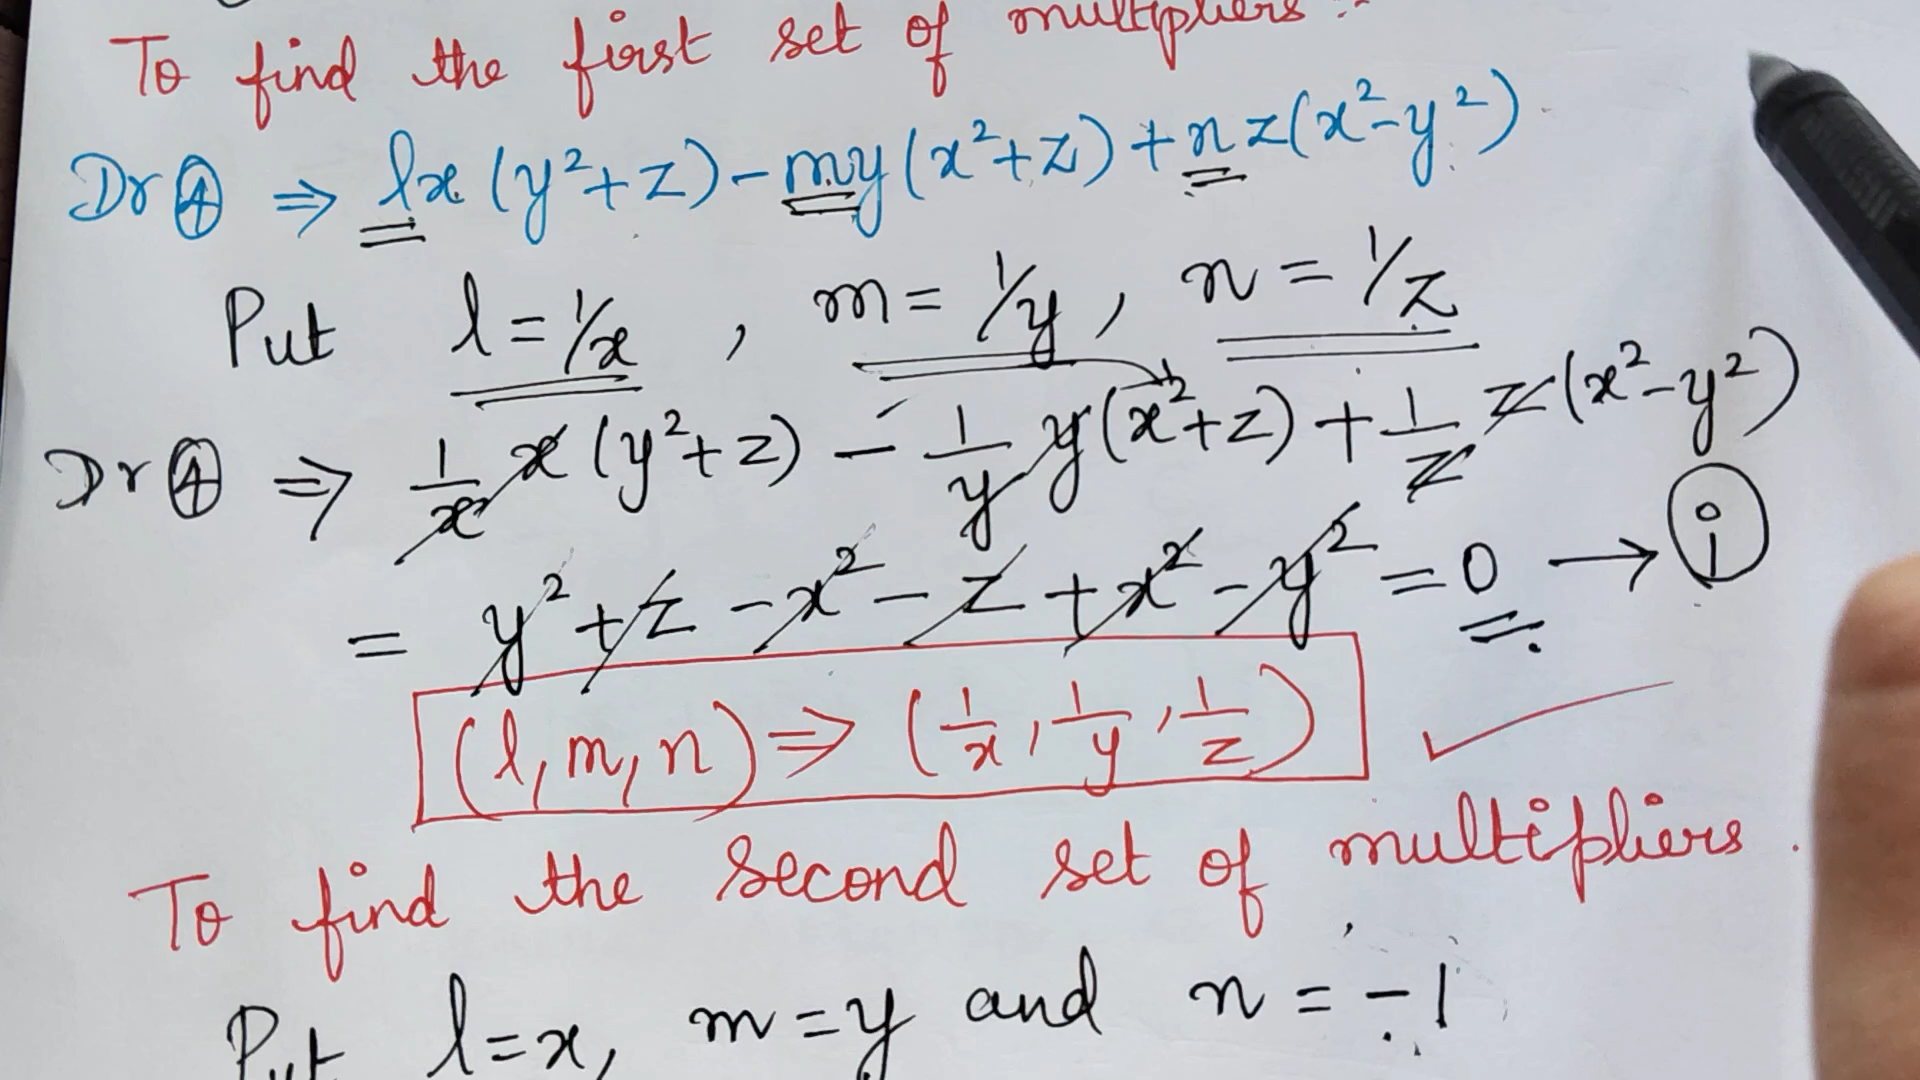 To find the first set of multipliers :-
Dr ④ ⇒ lx (y²+z) - my(x²+z) + nz(x²-y²)
Put l = 1/x , m = 1/y , n = 1/z
Dr ④ ⇒ 1/x x (y²+z) - 1/y y(x²+z) + 1/z z(x²-y²)
= y²+z - x² - z + x² - y² = 0 → ⓘ
(l, m, n) ⇒ (1/x, 1/y, 1/z) ✓
To find the second set of multipliers .
Put l=x, m=y and n = -1